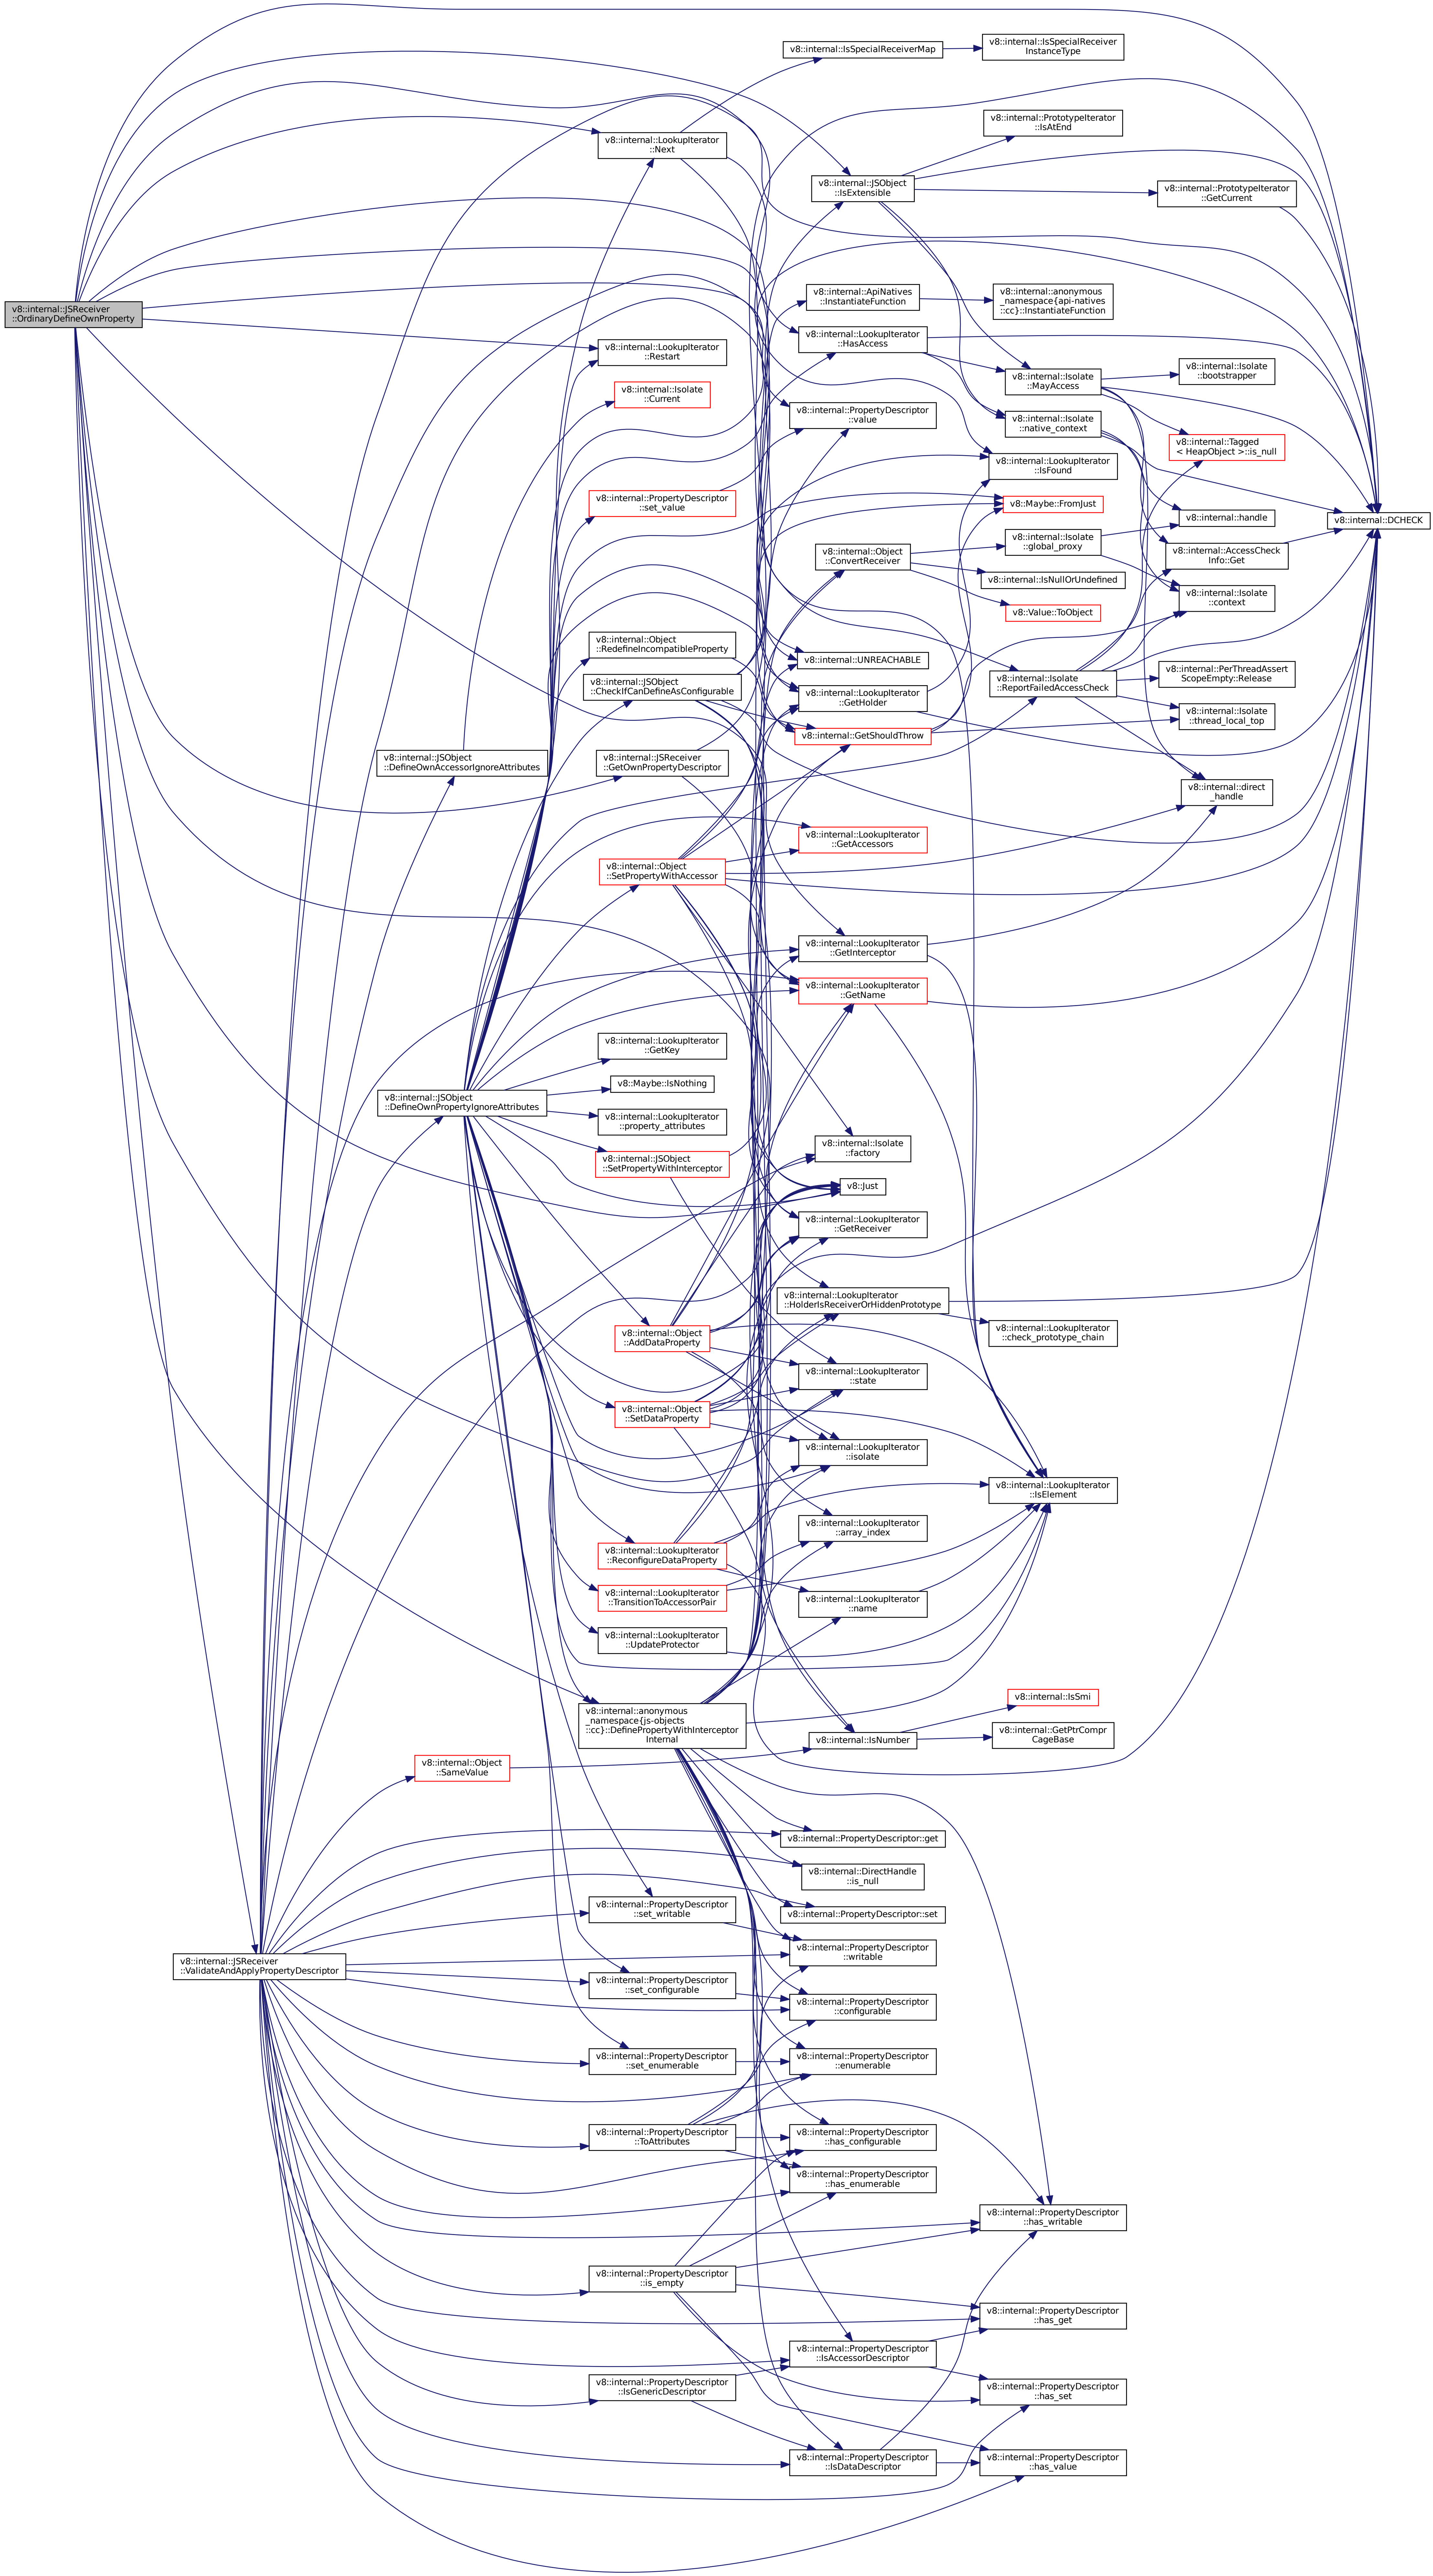 v8::internal::JSReceiver
::OrdinaryDefineOwnProperty
v8::internal::LookupIterator
::Next
v8::internal::IsSpecialReceiverMap
v8::internal::IsSpecialReceiver
InstanceType
v8::internal::JSObject
::IsExtensible
v8::internal::PrototypeIterator
::IsAtEnd
v8::internal::PrototypeIterator
::GetCurrent
v8::internal::LookupIterator
::Restart
v8::internal::Isolate
::Current
v8::internal::ApiNatives
::InstantiateFunction
v8::internal::anonymous
_namespace{api-natives
::cc}::InstantiateFunction
v8::internal::LookupIterator
::HasAccess
v8::internal::Isolate
::MayAccess
v8::internal::Isolate
::bootstrapper
v8::internal::PropertyDescriptor
::value
v8::internal::Isolate
::native_context
v8::internal::Tagged
< HeapObject >::is_null
v8::internal::LookupIterator
::IsFound
v8::internal::PropertyDescriptor
::set_value
v8::Maybe::FromJust
v8::internal::handle
v8::internal::DCHECK
v8::internal::Object
::ConvertReceiver
v8::internal::Isolate
::global_proxy
v8::internal::AccessCheck
Info::Get
v8::internal::IsNullOrUndefined
v8::internal::Isolate
::context
v8::Value::ToObject
v8::internal::Object
::RedefineIncompatibleProperty
v8::internal::UNREACHABLE
v8::internal::JSObject
::CheckIfCanDefineAsConfigurable
v8::internal::LookupIterator
::GetHolder
v8::internal::Isolate
::ReportFailedAccessCheck
v8::internal::PerThreadAssert
ScopeEmpty::Release
v8::internal::Isolate
::thread_local_top
v8::internal::GetShouldThrow
v8::internal::JSObject
::DefineOwnAccessorIgnoreAttributes
v8::internal::JSReceiver
::GetOwnPropertyDescriptor
v8::internal::direct
_handle
v8::internal::LookupIterator
::GetAccessors
v8::internal::Object
::SetPropertyWithAccessor
v8::internal::LookupIterator
::GetInterceptor
v8::internal::LookupIterator
::GetName
v8::internal::LookupIterator
::GetKey
v8::Maybe::IsNothing
v8::internal::JSObject
::DefineOwnPropertyIgnoreAttributes
v8::internal::LookupIterator
::property_attributes
v8::internal::JSObject
::SetPropertyWithInterceptor
v8::internal::Isolate
::factory
v8::Just
v8::internal::LookupIterator
::GetReceiver
v8::internal::LookupIterator
::HolderIsReceiverOrHiddenPrototype
v8::internal::LookupIterator
::check_prototype_chain
v8::internal::Object
::AddDataProperty
v8::internal::LookupIterator
::state
v8::internal::Object
::SetDataProperty
v8::internal::LookupIterator
::isolate
v8::internal::LookupIterator
::IsElement
v8::internal::LookupIterator
::array_index
v8::internal::LookupIterator
::ReconfigureDataProperty
v8::internal::LookupIterator
::TransitionToAccessorPair
v8::internal::LookupIterator
::name
v8::internal::LookupIterator
::UpdateProtector
v8::internal::anonymous
_namespace{js-objects
::cc}::DefinePropertyWithInterceptor
Internal
v8::internal::IsNumber
v8::internal::IsSmi
v8::internal::GetPtrCompr
CageBase
v8::internal::Object
::SameValue
v8::internal::PropertyDescriptor::get
v8::internal::DirectHandle
::is_null
v8::internal::PropertyDescriptor
::set_writable
v8::internal::PropertyDescriptor::set
v8::internal::JSReceiver
::ValidateAndApplyPropertyDescriptor
v8::internal::PropertyDescriptor
::writable
v8::internal::PropertyDescriptor
::set_configurable
v8::internal::PropertyDescriptor
::configurable
v8::internal::PropertyDescriptor
::set_enumerable
v8::internal::PropertyDescriptor
::enumerable
v8::internal::PropertyDescriptor
::ToAttributes
v8::internal::PropertyDescriptor
::has_configurable
v8::internal::PropertyDescriptor
::has_enumerable
v8::internal::PropertyDescriptor
::has_writable
v8::internal::PropertyDescriptor
::is_empty
v8::internal::PropertyDescriptor
::has_get
v8::internal::PropertyDescriptor
::IsAccessorDescriptor
v8::internal::PropertyDescriptor
::IsGenericDescriptor
v8::internal::PropertyDescriptor
::has_set
v8::internal::PropertyDescriptor
::IsDataDescriptor
v8::internal::PropertyDescriptor
::has_value